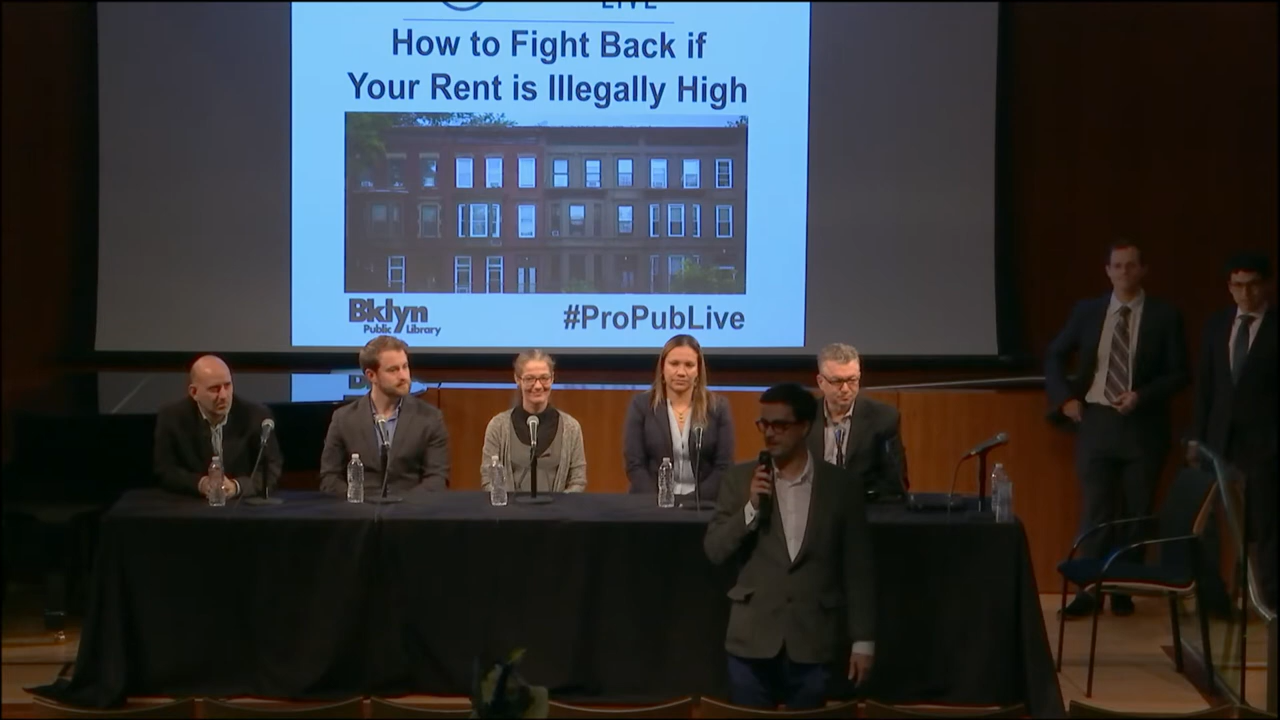 LIVE
How to Fight Back if
Your Rent is Illegally High
Bklyn
Public Library
#ProPubLive